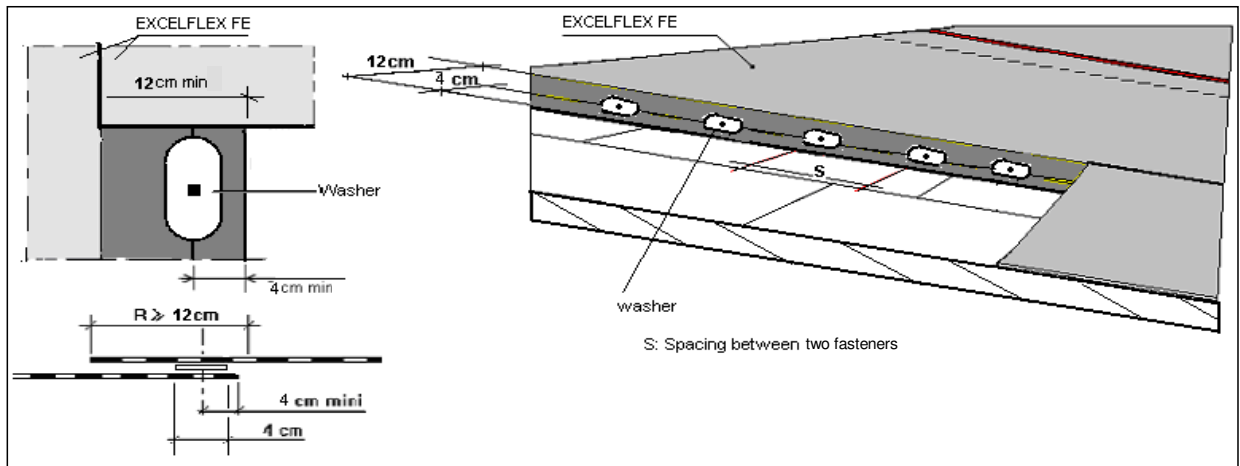 EXCELFLEX FE
12cm min
Washer
4cm min
R ⩾ 12cm
4 cm mini
4 cm
EXCELFLEX FE
12cm
4 cm
S
washer
S: Spacing between two fasteners